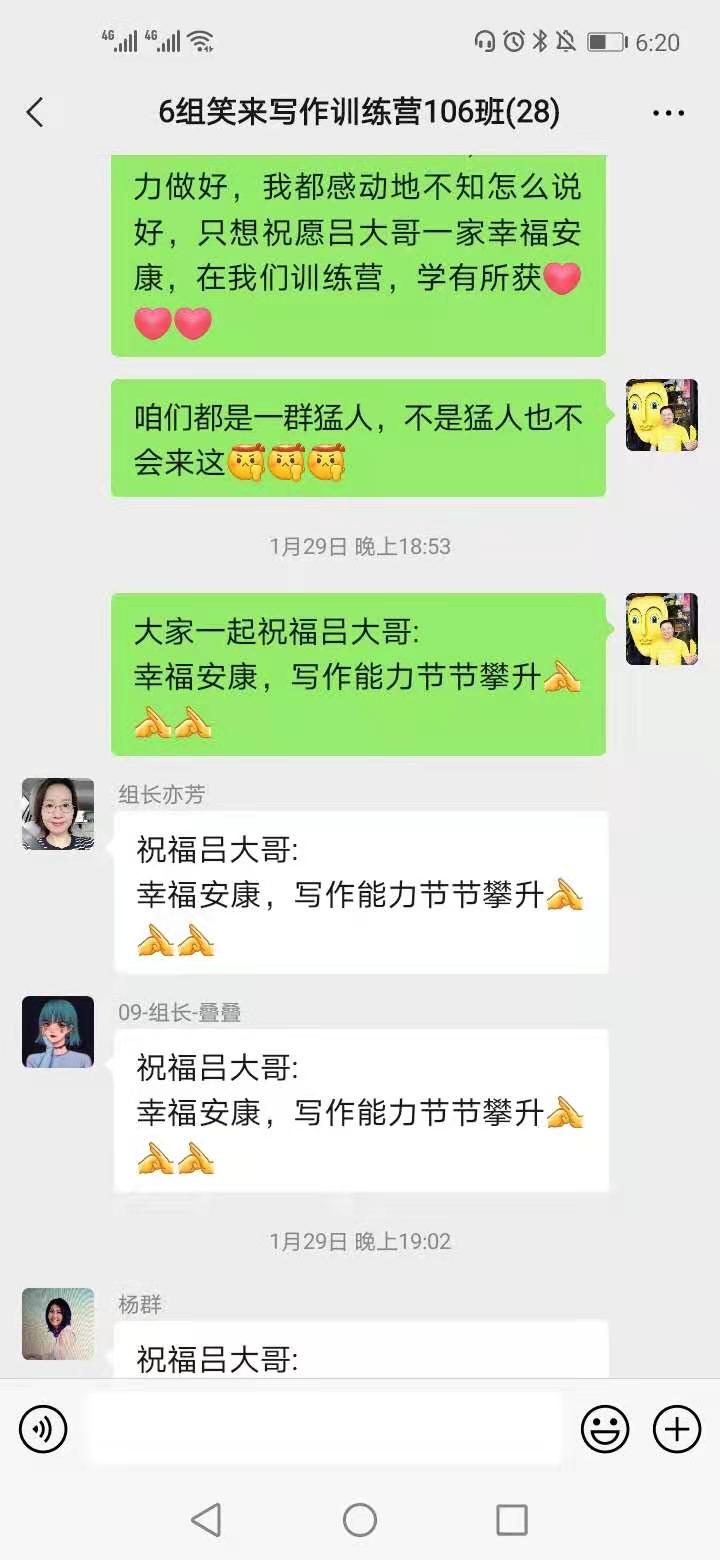 4G 4G 6:20
6组笑来写作训练营106班(28)
力做好，我都感动地不知怎么说
好，只想祝愿吕大哥一家幸福安
康，在我们训练营，学有所获❤
❤❤
咱们都是一群猛人，不是猛人也不
会来这
1月29日 晚上18:53
大家一起祝福吕大哥:
幸福安康，写作能力节节攀升
组长亦芳
祝福吕大哥:
幸福安康，写作能力节节攀升
09-组长-叠叠
祝福吕大哥:
幸福安康，写作能力节节攀升
1月29日 晚上19:02
杨群
祝福吕大哥: